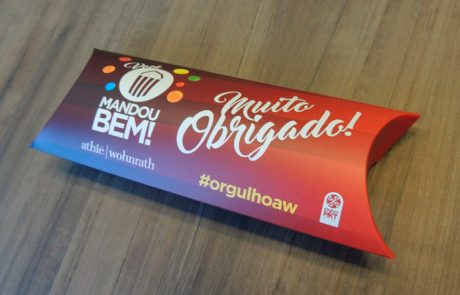 Você
MANDOU
BEM!
athié|wohnrath
Muito
Obrigado!
#orgulhoaw